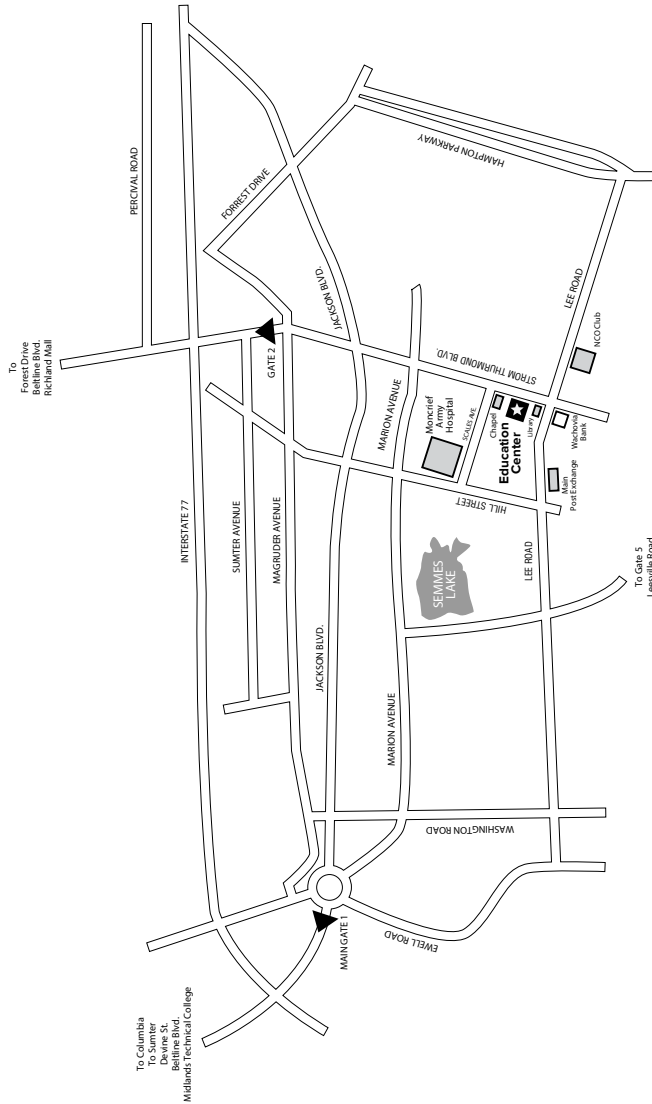 To
Forest Drive
Beltline Blvd.
Richland Mall
PERCIVAL ROAD
FORREST DRIVE
HAMPTON PARKWAY
JACKSON BLVD.
GATE 2
STROM THURMOND BLVD.
LEE ROAD
NCO Club
MARION AVENUE
Moncrief
Army
Hospital
SCALES AVE.
Chapel
Education
Center
Library
Wachovia
Bank
Main
Post Exchange
HILL STREET
INTERSTATE 77
SUMTER AVENUE
MAGRUDER AVENUE
JACKSON BLVD.
SEMMES
LAKE
LEE ROAD
To Gate 5
Leesville Road
MARION AVENUE
WASHINGTON ROAD
MAIN GATE 1
EWELL ROAD
To Columbia
To Sumter
Devine St.
Beltline Blvd.
Midlands Technical College